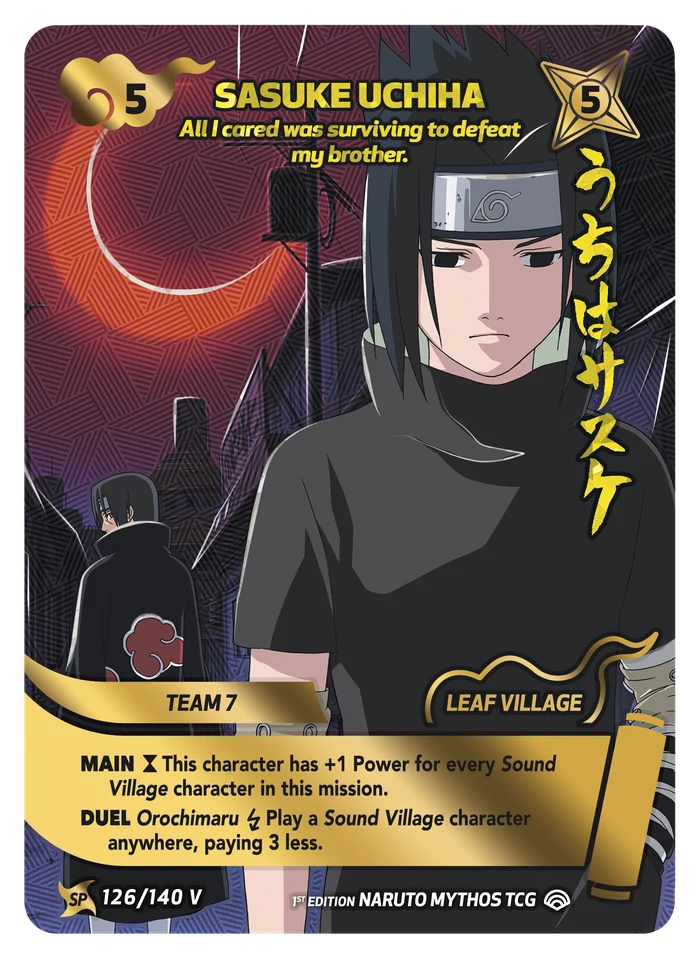 5
SASUKE UCHIHA
5
All I cared was surviving to defeat
my brother.
うちはサスケ
TEAM 7
LEAF VILLAGE
MAIN This character has +1 Power for every Sound
Village character in this mission.
DUEL Orochimaru Play a Sound Village character
anywhere, paying 3 less.
SP 126/140 V
1ST EDITION NARUTO MYTHOS TCG